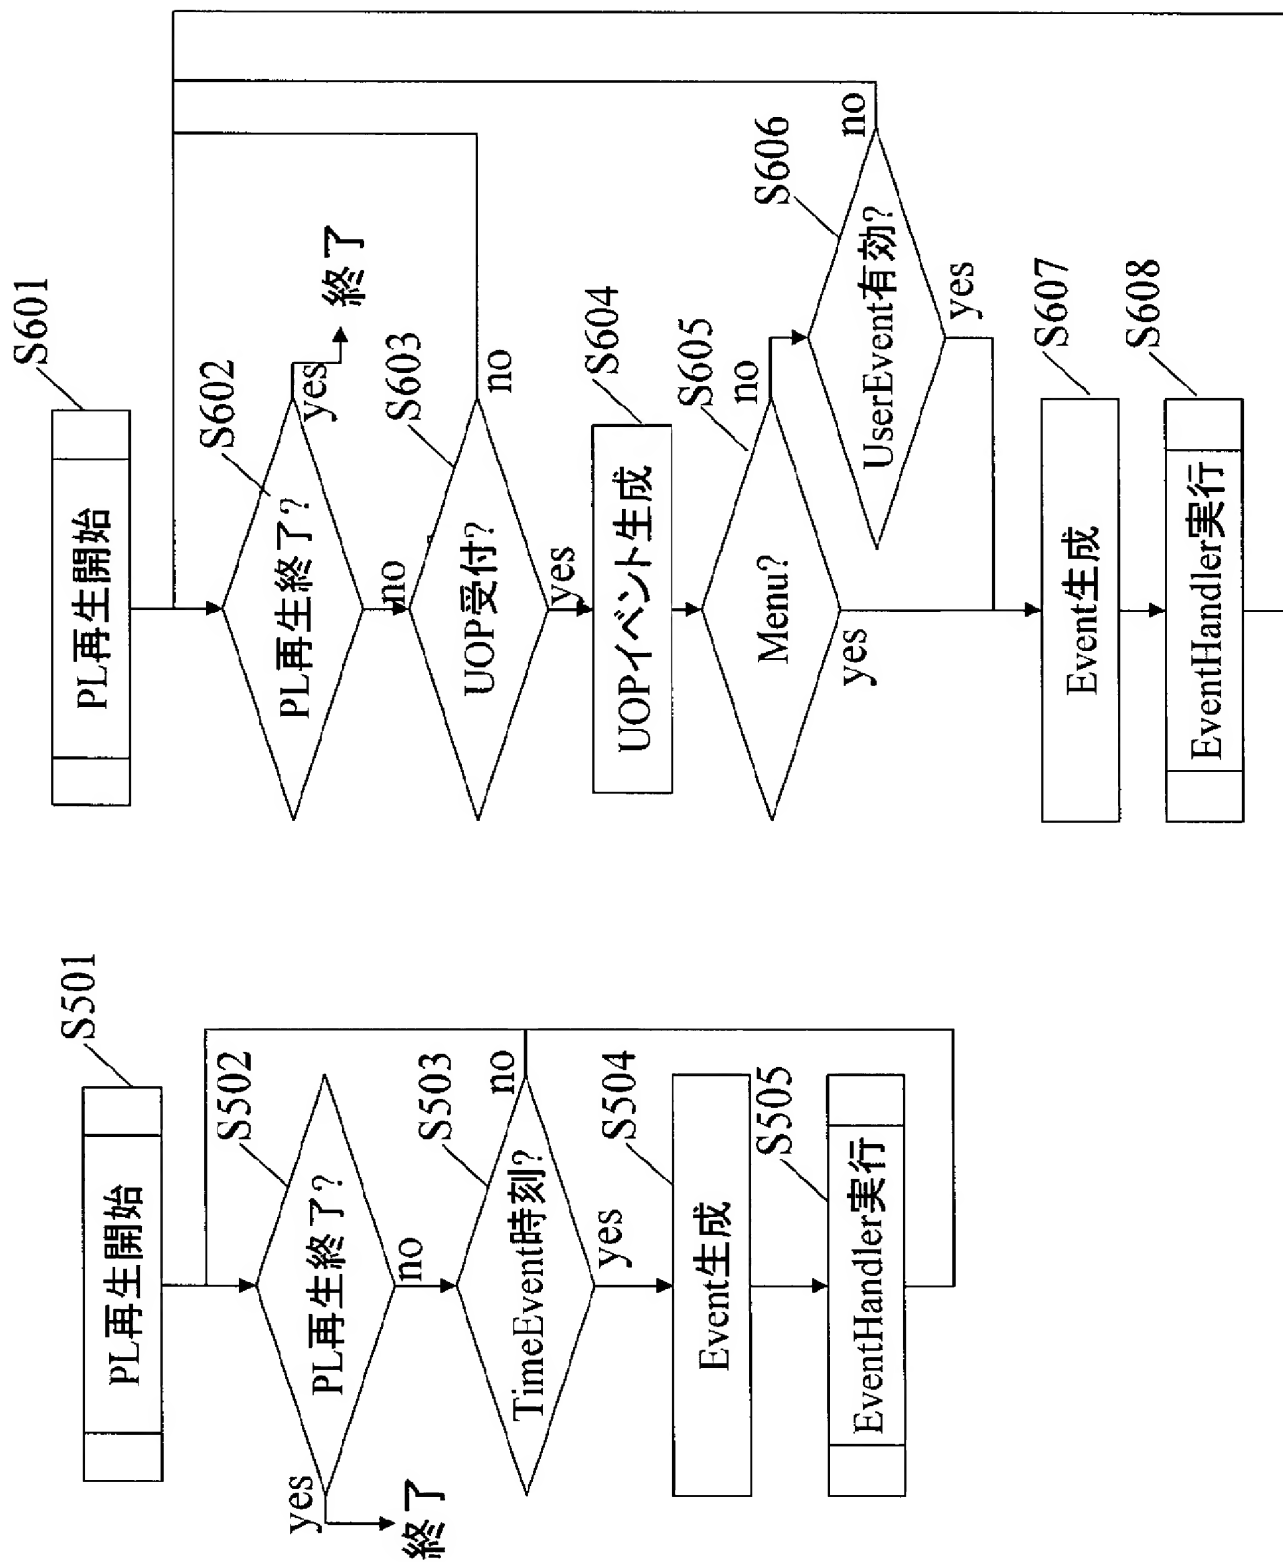 S501
PL再生開始
S502
PL再生終了?
yes
終了
no
S503
TimeEvent時刻?
no
yes
S504
Event生成
S505
EventHandler実行
S601
PL再生開始
S602
PL再生終了?
yes
終了
no
S603
UOP受付?
no
yes
S604
UOPイベント生成
S605
Menu?
no
yes
S606
UserEvent有効?
no
yes
S607
Event生成
S608
EventHandler実行